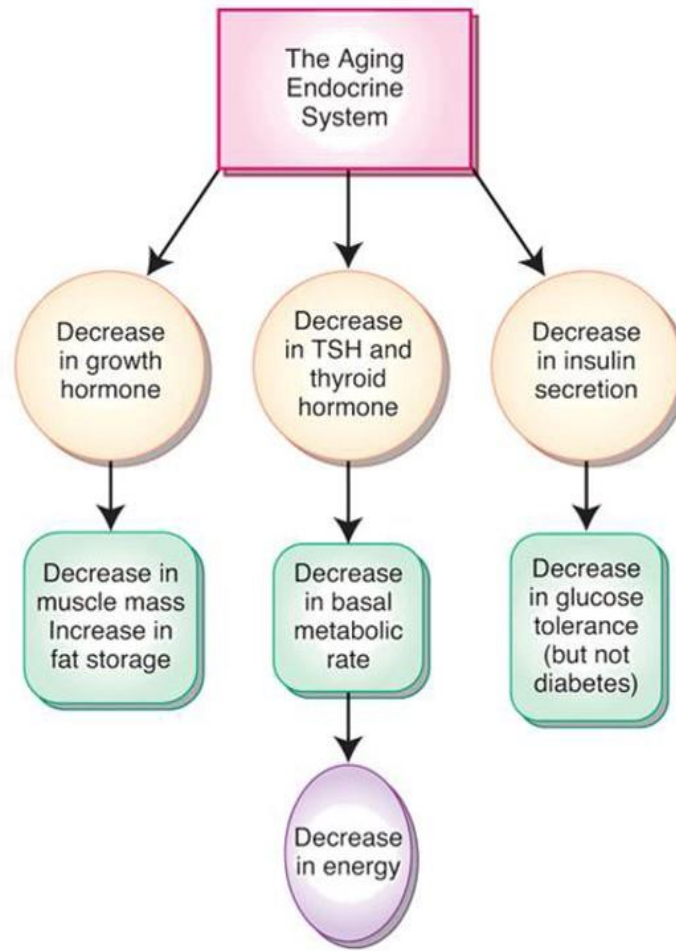 The Aging
Endocrine
System
Decrease
in growth
hormone
Decrease
in TSH and
thyroid
hormone
Decrease
in insulin
secretion
Decrease in
muscle mass
Increase in
fat storage
Decrease
in basal
metabolic
rate
Decrease
in glucose
tolerance
(but not
diabetes)
Decrease
in energy